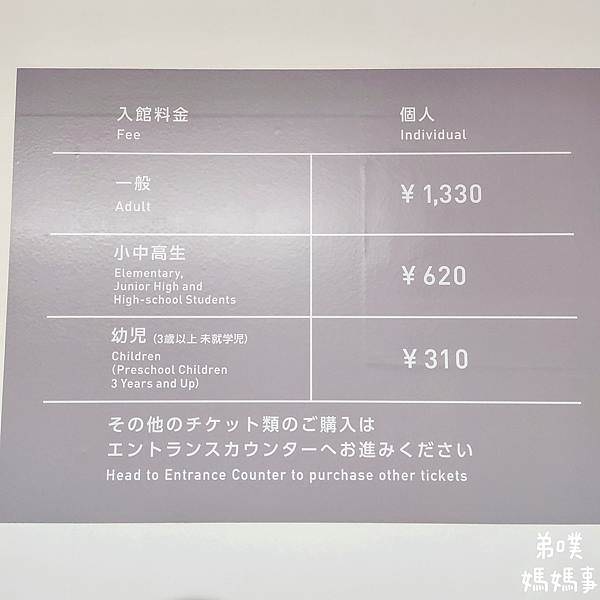 入館料金
Fee
個人
Individual
一般
Adult
¥1,330
小中高生
Elementary,
Junior High and
High-school Students
¥620
幼児 (3歳以上 未就学児)
Children
(Preschool Children
3 Years and Up)
¥310
その他のチケット類のご購入は
エントランスカウンターへお進みください
Head to Entrance Counter to purchase other tickets
弟噗
媽媽事